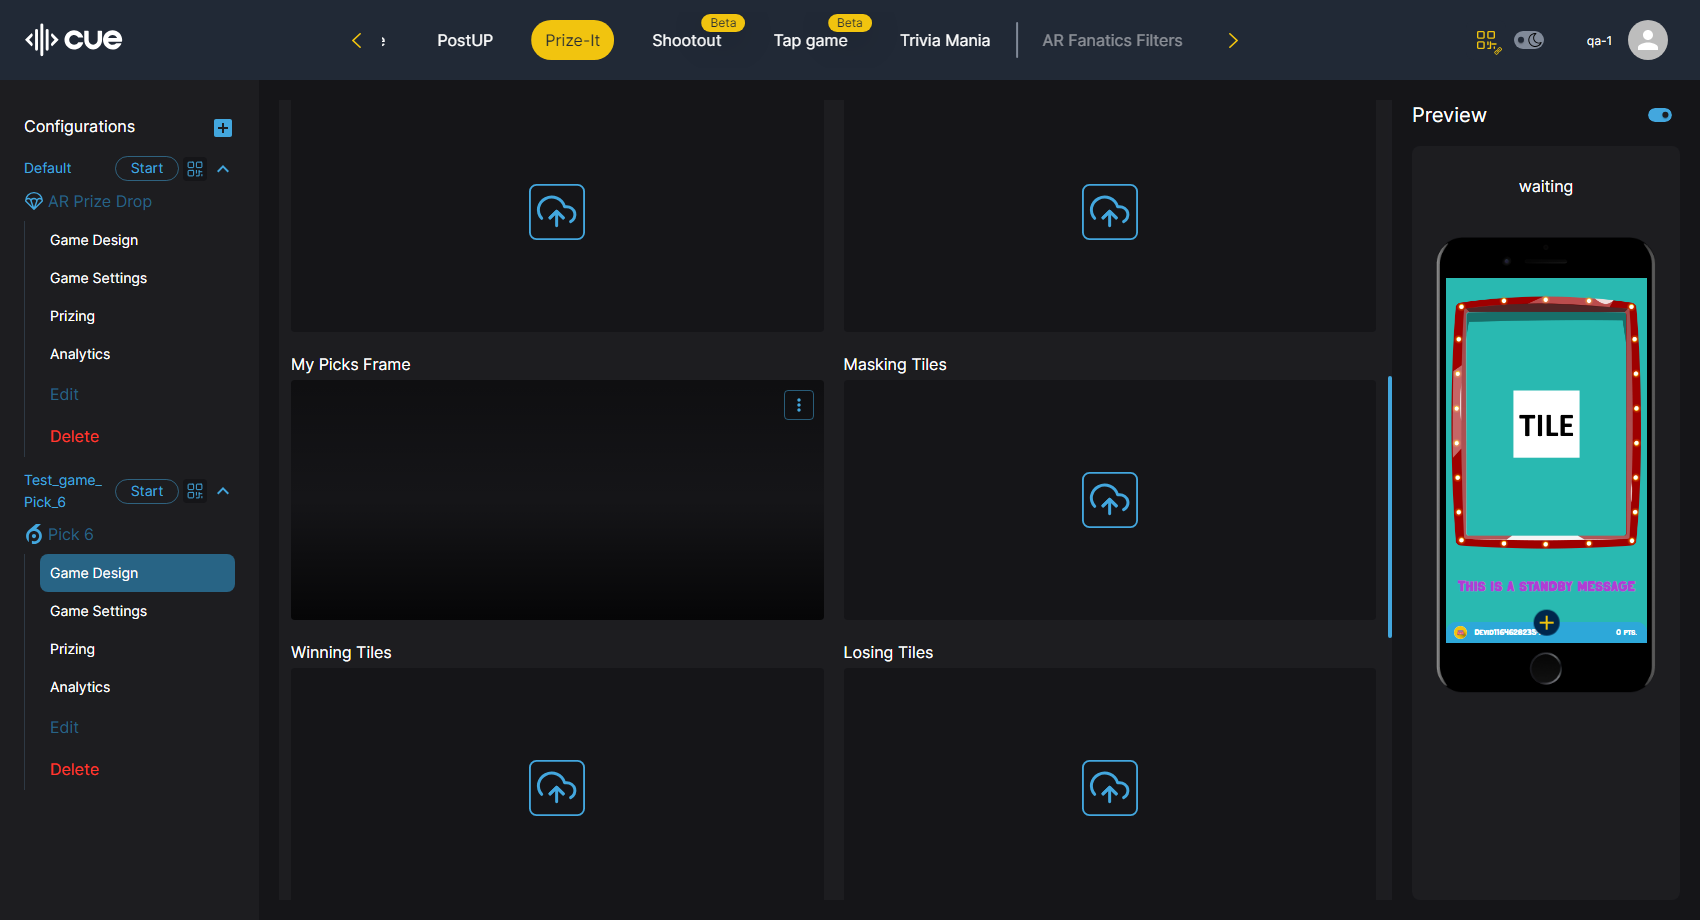 cue
PostUP
Prize-It
Shootout
Beta
Tap game
Beta
Trivia Mania
AR Fanatics Filters
qa-1
Configurations
Default
Start
AR Prize Drop
Game Design
Game Settings
Prizing
Analytics
Edit
Delete
Test_game_
Pick_6
Start
Pick 6
Game Design
Game Settings
Prizing
Analytics
Edit
Delete
My Picks Frame
Masking Tiles
Winning Tiles
Losing Tiles
Preview
waiting
TILE
THIS IS A STANDBY MESSAGE
0 PTS.